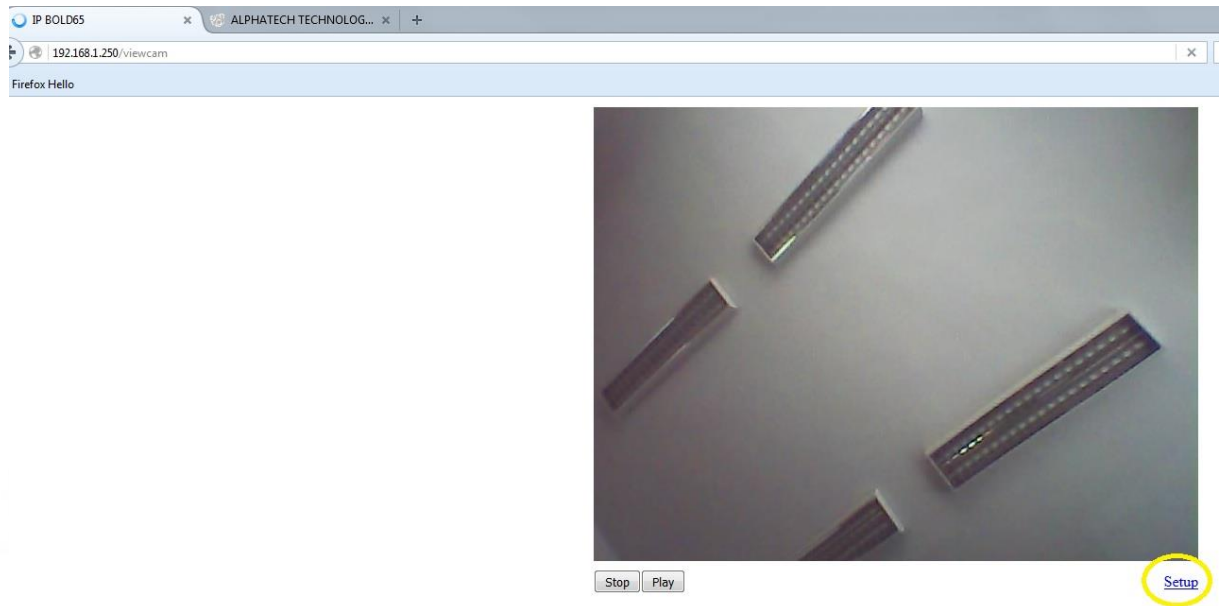 IP BOLD65 × ALPHATECH TECHNOLOG... × +
192.168.1.250/viewcam ×
Firefox Hello
Stop Play Setup